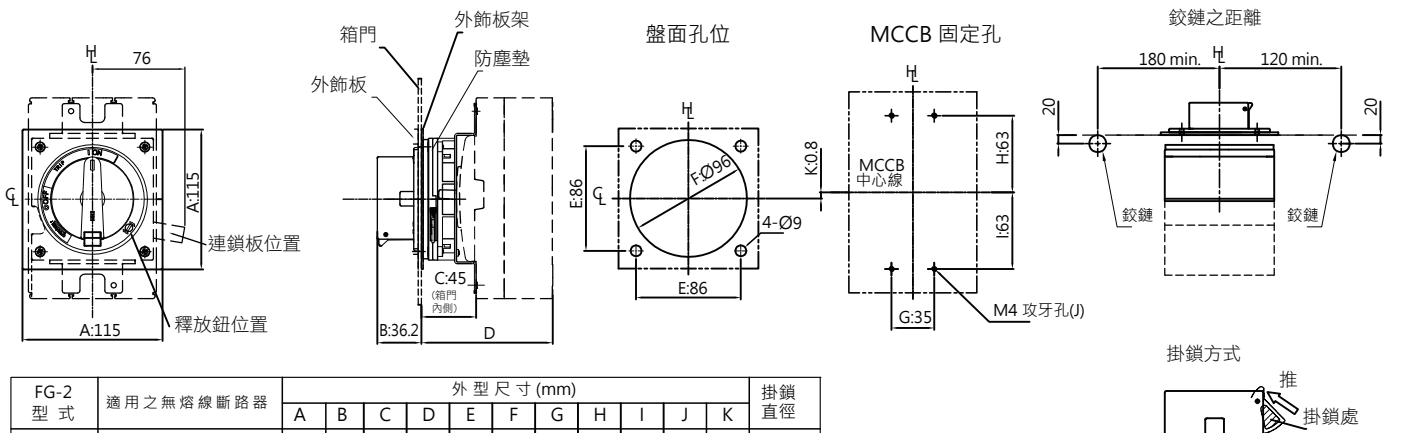 H
L
76
C
L
I ON
TRIP
OFF
A:115
A:115
連鎖板位置
釋放鈕位置
箱門
外飾板架
外飾板
防塵墊
C:45
(箱門
內側)
B:36.2
D
盤面孔位
H
L
E:86
C
L
F:Ø96
4-Ø9
E:86
MCCB 固定孔
H
L
K:0.8
MCCB
中心線
H:63
I:63
G:35
M4 攻牙孔(J)
鉸鏈之距離
H
L
180 min.
120 min.
20
20
鉸鏈
鉸鏈
掛鎖方式
推
掛鎖處
FG-2
型 式
適用之無熔線斷路器
外 型 尺 寸 (mm)
掛鎖
直徑
A B C D E F G H I J K